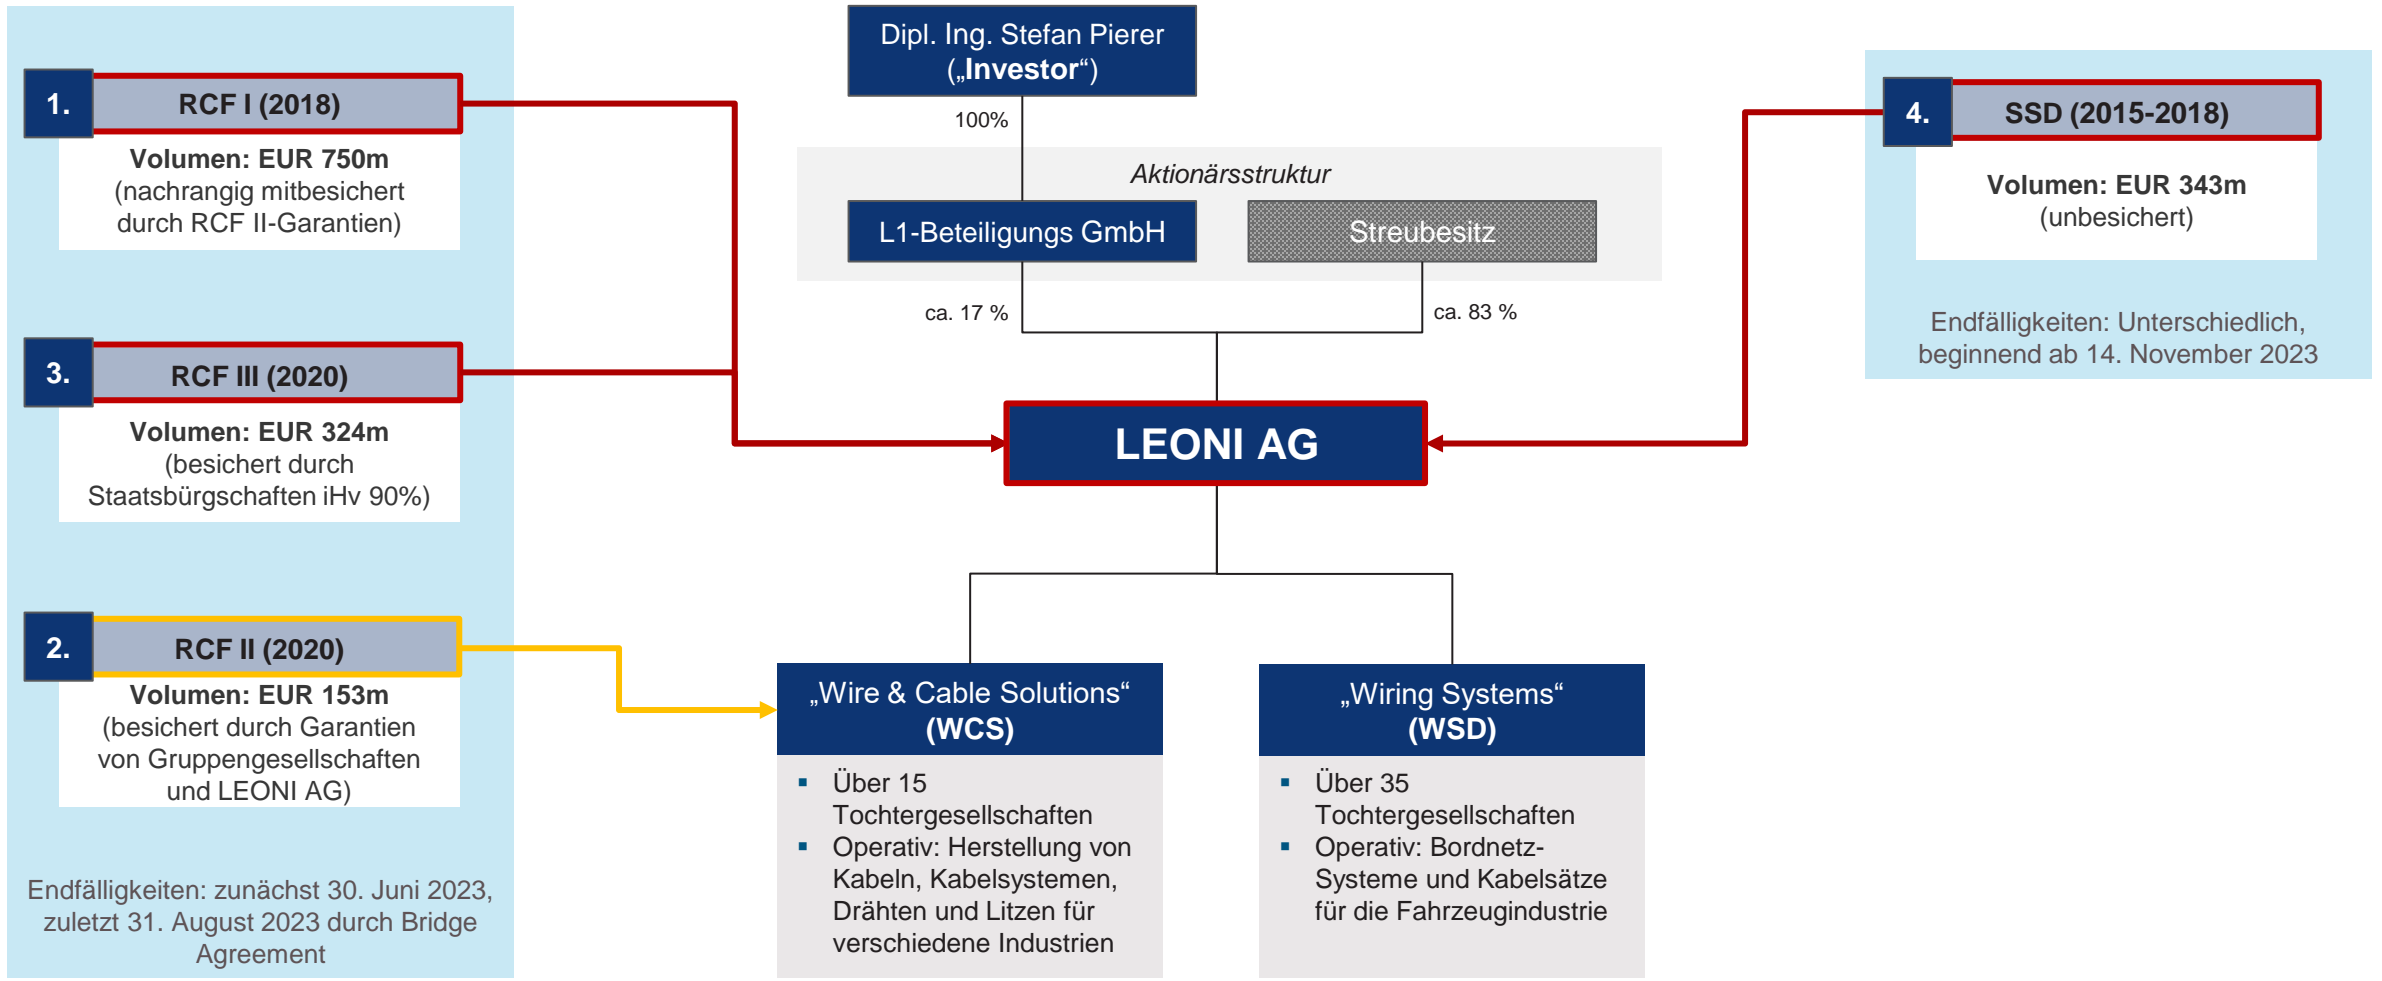 1.
RCF I (2018)
Volumen: EUR 750m
(nachrangig mitbesichert
durch RCF II-Garantien)
3.
RCF III (2020)
Volumen: EUR 324m
(besichert durch
Staatsbürgschaften iHv 90%)
2.
RCF II (2020)
Volumen: EUR 153m
(besichert durch Garantien
von Gruppengesellschaften
und LEONI AG)
Endfälligkeiten: zunächst 30. Juni 2023,
zuletzt 31. August 2023 durch Bridge
Agreement
Dipl. Ing. Stefan Pierer
(„Investor“)
100%
Aktionärsstruktur
L1-Beteiligungs GmbH
Streubesitz
ca. 17 %
ca. 83 %
LEONI AG
„Wire & Cable Solutions“
(WCS)
▪ Über 15
Tochtergesellschaften
▪ Operativ: Herstellung von
Kabeln, Kabelsystemen,
Drähten und Litzen für
verschiedene Industrien
„Wiring Systems“
(WSD)
▪ Über 35
Tochtergesellschaften
▪ Operativ: Bordnetz-
Systeme und Kabelsätze
für die Fahrzeugindustrie
4.
SSD (2015-2018)
Volumen: EUR 343m
(unbesichert)
Endfälligkeiten: Unterschiedlich,
beginnend ab 14. November 2023